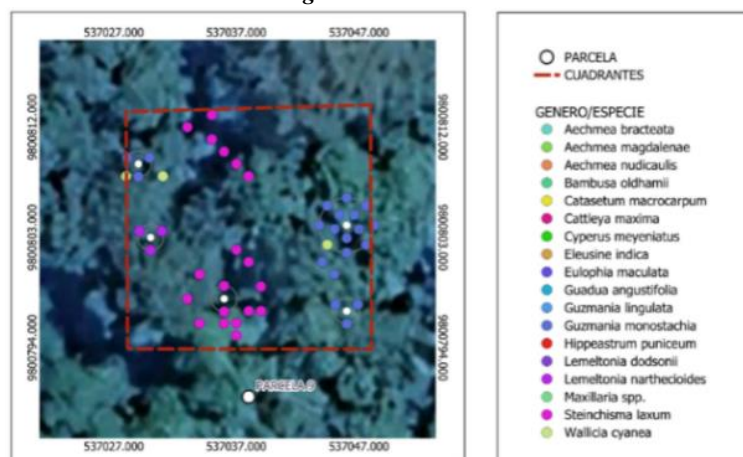 537027.000 537037.000 537047.000
9800812.000
9800803.000
9800794.000
9800812.000
9800803.000
9800794.000
PARCELA 9
537027.000 537037.000 537047.000
PARCELA
CUADRANTES
GENERO/ESPECIE
Aechmea bracteata
Aechmea magdalenae
Aechmea nudicaulis
Bambusa oldhamii
Catasetum macrocarpum
Cattleya maxima
Cyperus meyeniatus
Eleusine indica
Eulophia maculata
Guadua angustifolia
Guzmania lingulata
Guzmania monostachia
Hippeastrum puniceum
Lemeltonia dodsonii
Lemeltonia narthecioides
Maxillaria spp.
Steinchisma laxum
Wallicia cyanea